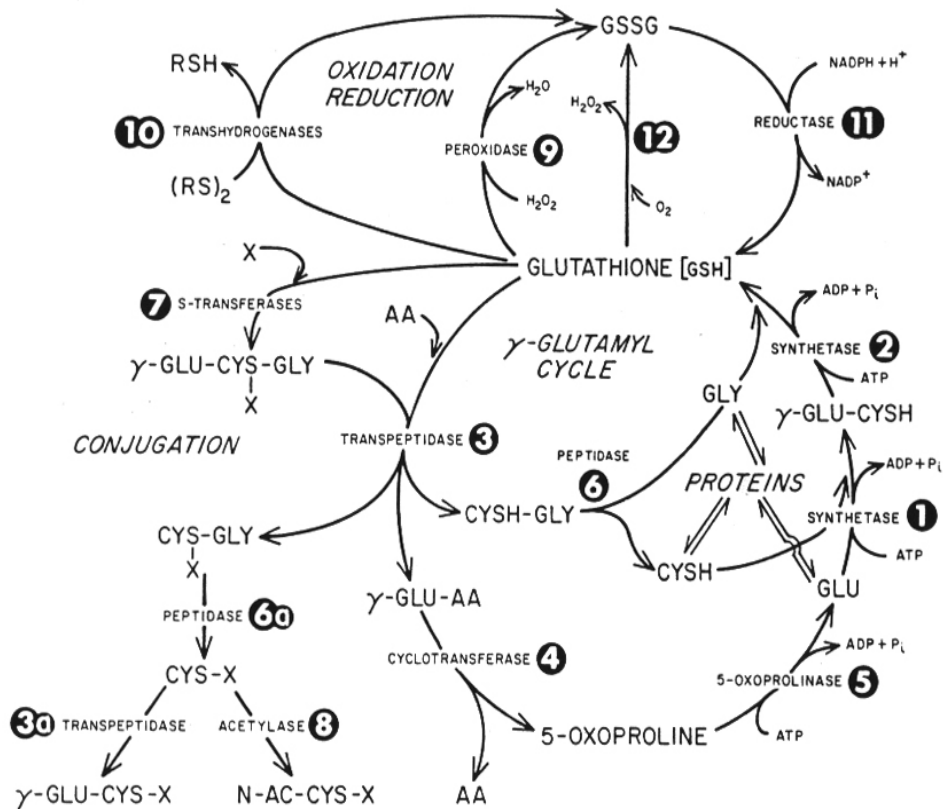 GSSG
RSH
OXIDATION
REDUCTION
NADPH + H+
H2O
H2O2
10 TRANSHYDROGENASES
PEROXIDASE 9
12
REDUCTASE 11
(RS)2
H2O2
O2
NADP+
X
GLUTATHIONE [GSH]
7 S-TRANSFERASES
AA
ADP + Pi
γ-GLUTAMYL
CYCLE
SYNTHETASE 2
γ-GLU-CYS-GLY
X
ATP
GLY
γ-GLU-CYSH
CONJUGATION
TRANSPEPTIDASE 3
PEPTIDASE
6
PROTEINS
ADP + Pi
CYSH-GLY
SYNTHETASE 1
CYS-GLY
X
ATP
CYSH
GLU
γ-GLU-AA
PEPTIDASE 6a
ADP + Pi
CYCLOTRANSFERASE 4
CYS-X
5-OXOPROLINASE 5
3a TRANSPEPTIDASE
ACETYLASE 8
5-OXOPROLINE
ATP
γ-GLU-CYS-X
N-AC-CYS-X
AA